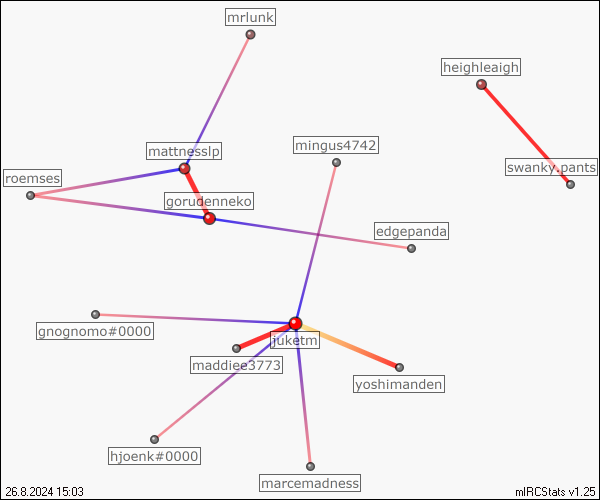 mrlunk
heighleaigh
mingus4742
mattnesslp
swanky.pants
roemses
gorudenneko
edgepanda
gnognomo#0000
juketm
maddiee3773
yoshimanden
hjoenk#0000
marcemadness
26.8.2024 15:03
mIRCStats v1.25